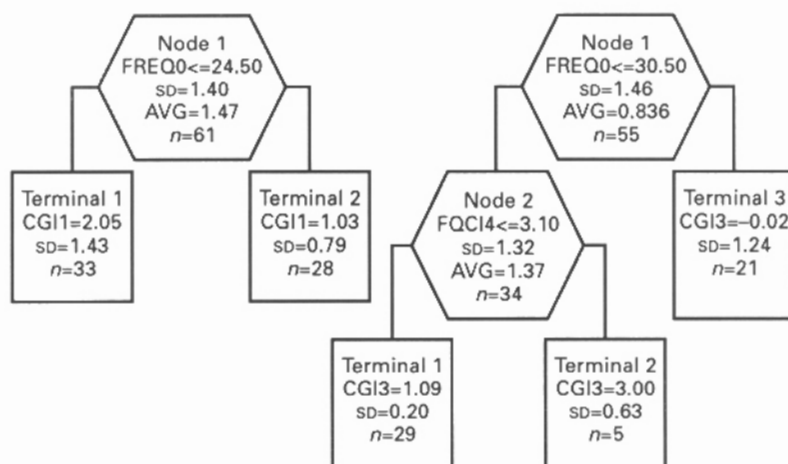 Node 1
FREQ0<=24.50
SD=1.40
AVG=1.47
n=61
Terminal 1
CGI1=2.05
SD=1.43
n=33
Terminal 2
CGI1=1.03
SD=0.79
n=28
Node 1
FREQ0<=30.50
SD=1.46
AVG=0.836
n=55
Node 2
FQCI4<=3.10
SD=1.32
AVG=1.37
n=34
Terminal 3
CGI3=–0.02
SD=1.24
n=21
Terminal 1
CGI3=1.09
SD=0.20
n=29
Terminal 2
CGI3=3.00
SD=0.63
n=5